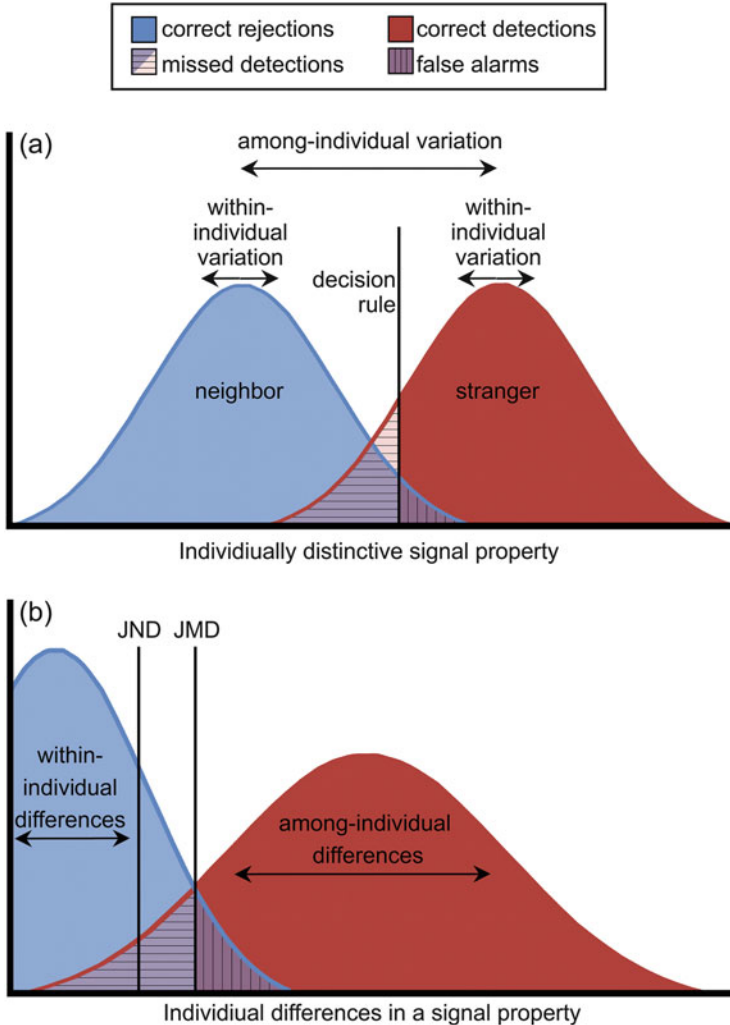 correct rejections
correct detections
missed detections
false alarms
(a)
among-individual variation
within-
individual
variation
within-
individual
variation
decision
rule
neighbor
stranger
Individiually distinctive signal property
(b)
JND
JMD
within-
individual
differences
among-individual
differences
Individual differences in a signal property